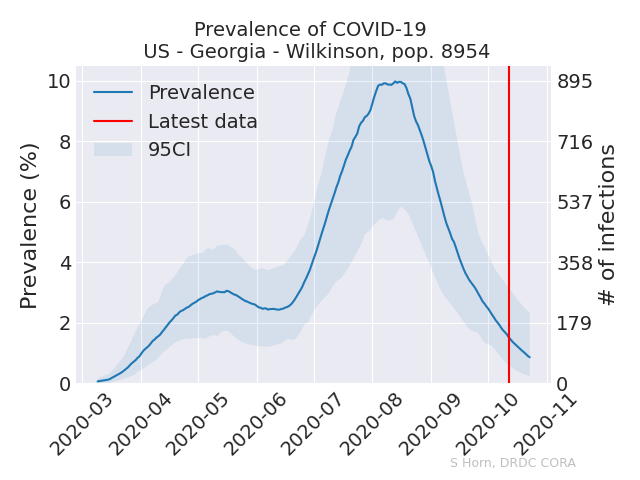 Prevalence of COVID-19
US - Georgia - Wilkinson, pop. 8954
Prevalence
Latest data
95CI
Prevalence (%)
10
8
6
4
2
0
895
716
537
358
179
0
# of infections
2020-03
2020-04
2020-05
2020-06
2020-07
2020-08
2020-09
2020-10
2020-11
S Horn, DRDC CORA